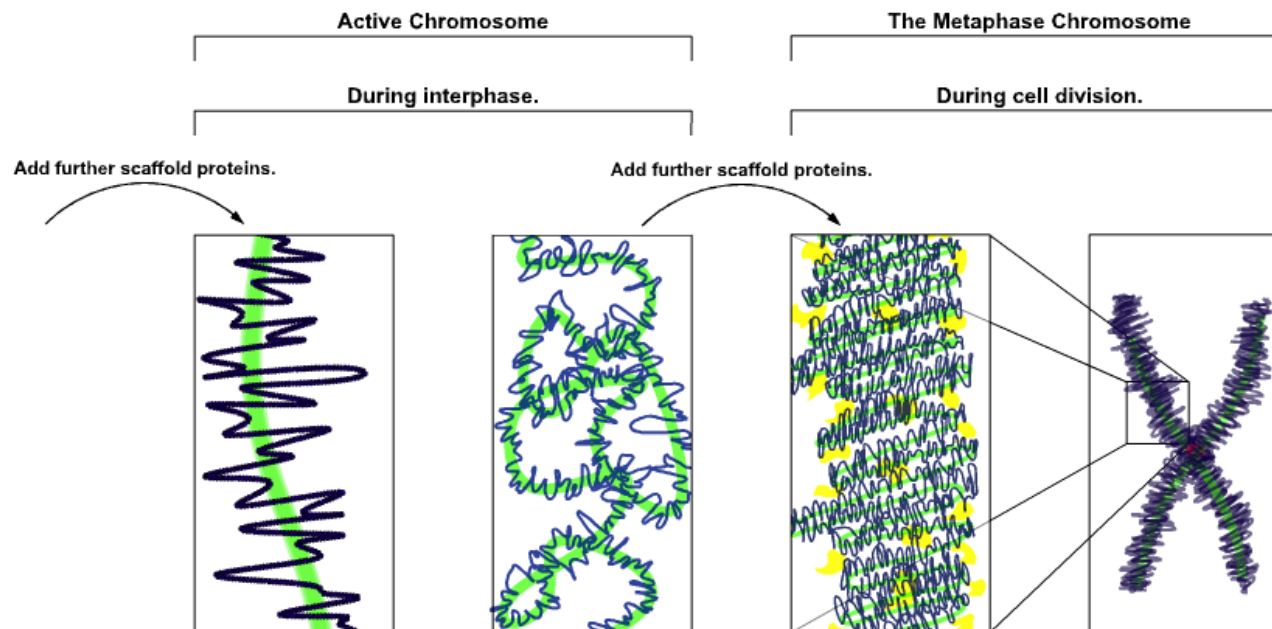 Active Chromosome
The Metaphase Chromosome
During interphase.
During cell division.
Add further scaffold proteins.
Add further scaffold proteins.